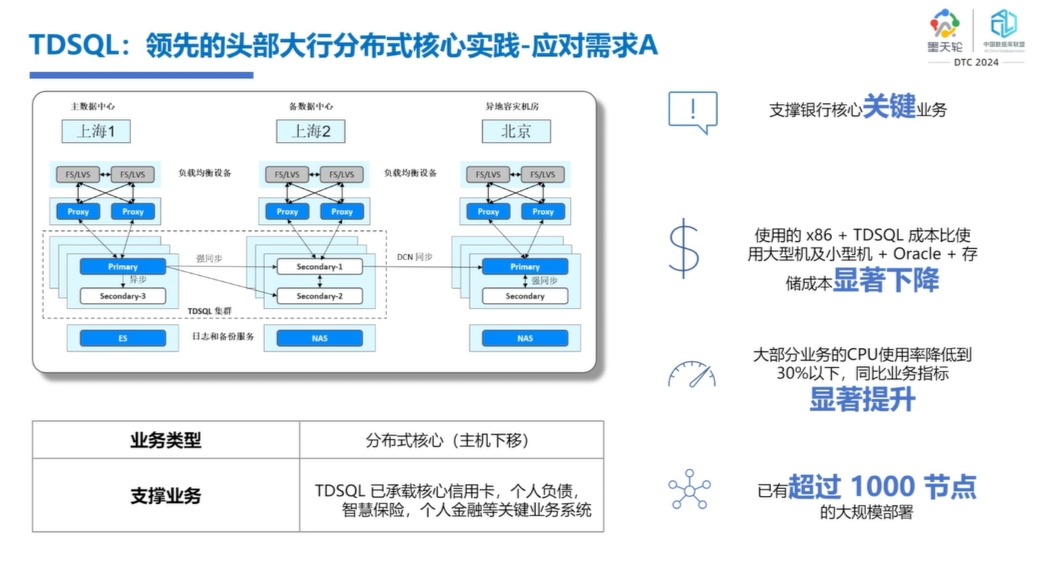 TDSQL：领先的头部大行分布式核心实践-应对需求A
墨天轮
中国数据库联盟
DTC 2024
主数据中心
备数据中心
异地容灾机房
上海1
上海2
北京
FS/LVS
FS/LVS
负载均衡设备
FS/LVS
FS/LVS
负载均衡设备
FS/LVS
FS/LVS
Proxy
Proxy
Proxy
Proxy
Proxy
Proxy
Primary
强同步
Secondary-1
DCN 同步
Primary
异步
强同步
Secondary-3
Secondary-2
Secondary
TDSQL 集群
ES
日志和备份服务
NAS
NAS
业务类型
分布式核心（主机下移）
支撑业务
TDSQL 已承载核心信用卡，个人负债，
智慧保险，个人金融等关键业务系统
支撑银行核心关键业务
使用的 x86 + TDSQL 成本比使
用大型机及小型机 + Oracle + 存
储成本显著下降
大部分业务的CPU使用率降低到
30%以下，同比业务指标
显著提升
已有超过 1000 节点
的大规模部署